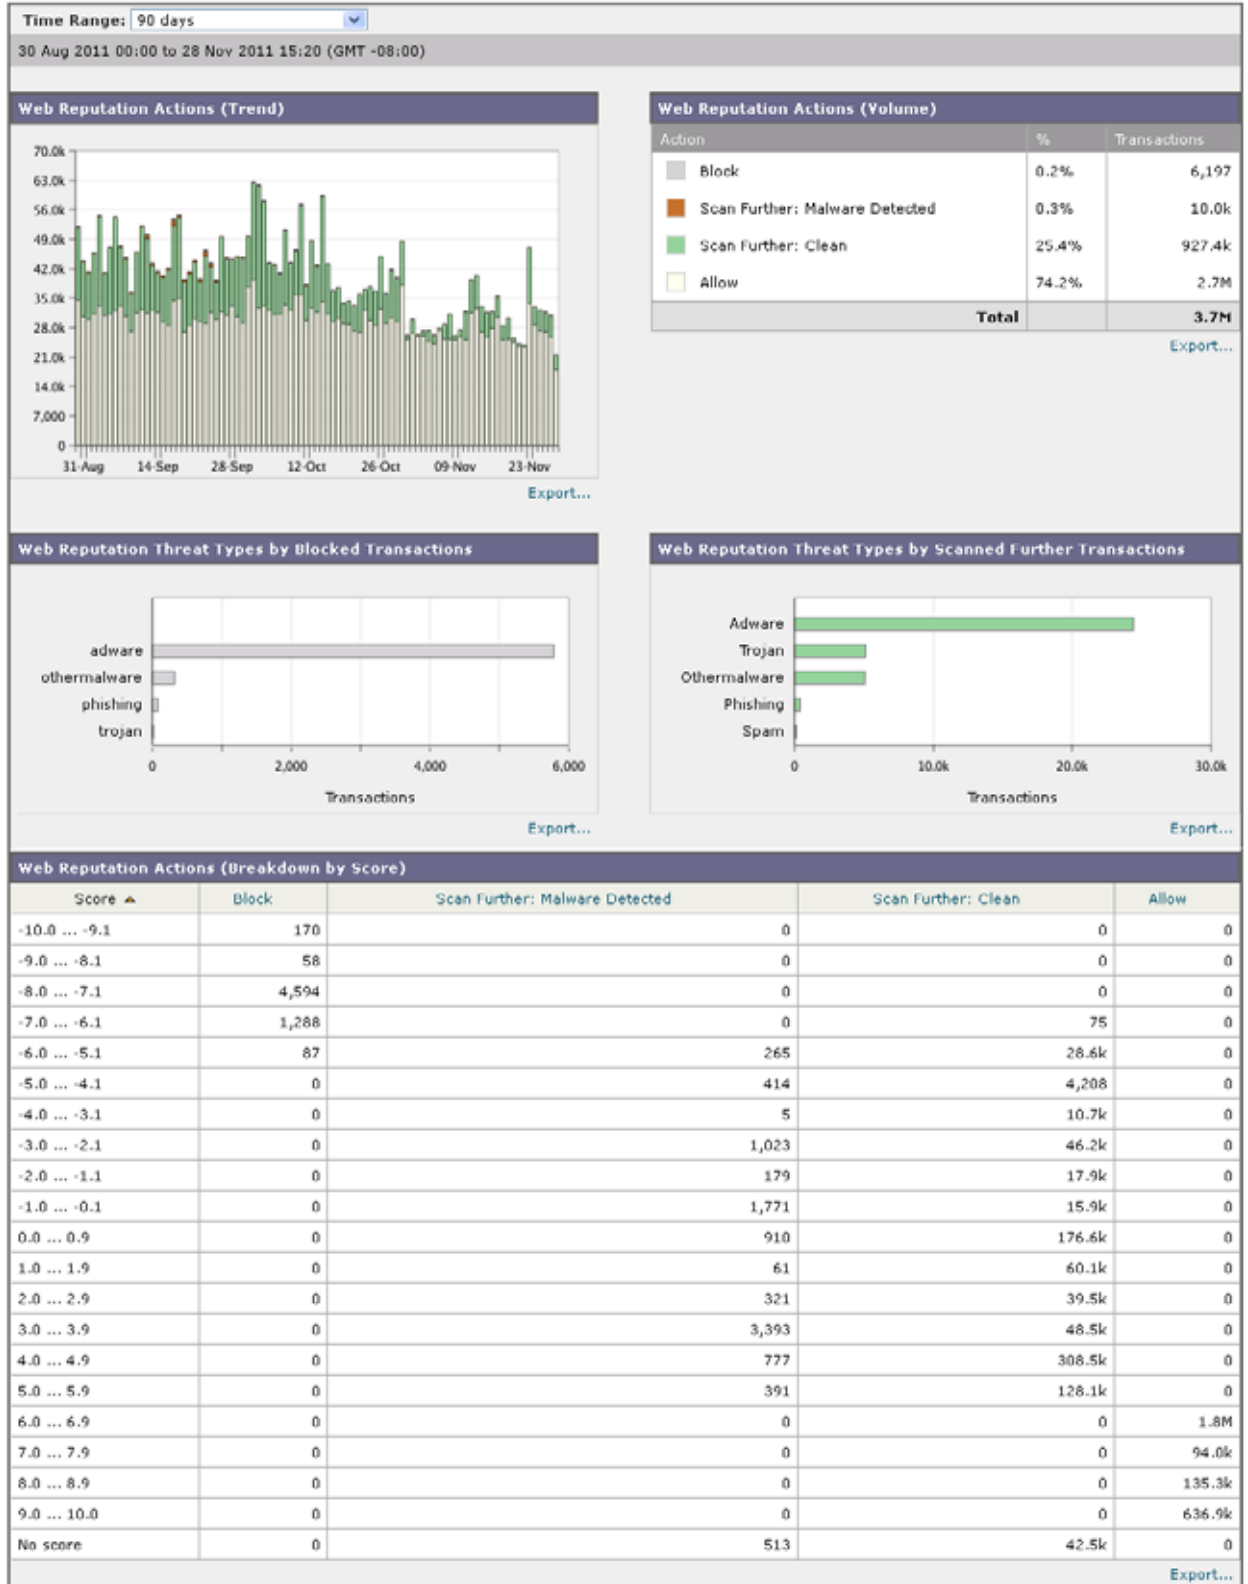 Time Range: 90 days
30 Aug 2011 00:00 to 28 Nov 2011 15:20 (GMT -08:00)
Web Reputation Actions (Trend)
70.0k
63.0k
56.0k
49.0k
42.0k
35.0k
28.0k
21.0k
14.0k
7,000
0
31-Aug 14-Sep 28-Sep 12-Oct 26-Oct 09-Nov 23-Nov
Export...
Web Reputation Actions (Volume)
Action % Transactions
Block 0.2% 6,197
Scan Further: Malware Detected 0.3% 10.0k
Scan Further: Clean 25.4% 927.4k
Allow 74.2% 2.7M
Total 3.7M
Export...
Web Reputation Threat Types by Blocked Transactions
adware
othermalware
phishing
trojan
0 2,000 4,000 6,000
Transactions
Export...
Web Reputation Threat Types by Scanned Further Transactions
Adware
Trojan
Othermalware
Phishing
Spam
0 10.0k 20.0k 30.0k
Transactions
Export...
Web Reputation Actions (Breakdown by Score)
Score Block Scan Further: Malware Detected Scan Further: Clean Allow
-10.0 ... -9.1 170 0 0 0
-9.0 ... -8.1 58 0 0 0
-8.0 ... -7.1 4,594 0 0 0
-7.0 ... -6.1 1,288 0 75 0
-6.0 ... -5.1 87 265 28.6k 0
-5.0 ... -4.1 0 414 4,208 0
-4.0 ... -3.1 0 5 10.7k 0
-3.0 ... -2.1 0 1,023 46.2k 0
-2.0 ... -1.1 0 179 17.9k 0
-1.0 ... -0.1 0 1,771 15.9k 0
0.0 ... 0.9 0 910 176.6k 0
1.0 ... 1.9 0 61 60.1k 0
2.0 ... 2.9 0 321 39.5k 0
3.0 ... 3.9 0 3,393 48.5k 0
4.0 ... 4.9 0 777 308.5k 0
5.0 ... 5.9 0 391 128.1k 0
6.0 ... 6.9 0 0 0 1.8M
7.0 ... 7.9 0 0 0 94.0k
8.0 ... 8.9 0 0 0 135.3k
9.0 ... 10.0 0 0 0 636.9k
No score 0 513 42.5k 0
Export...